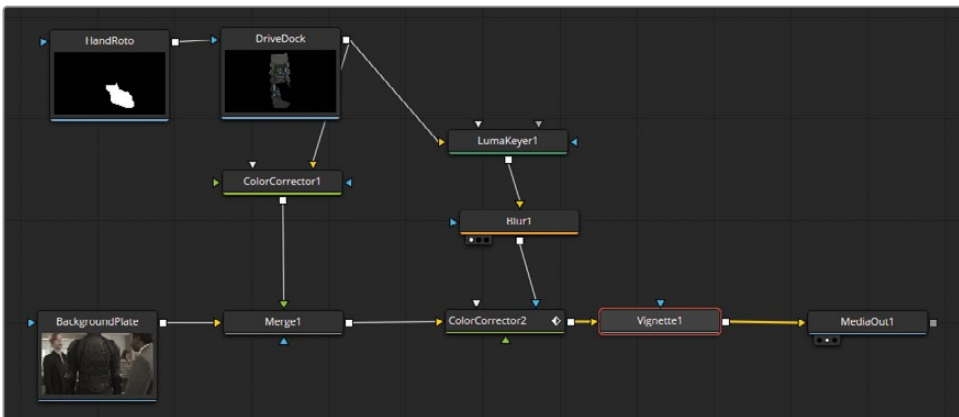 HandRoto
DriveDock
LumaKeyer1
ColorCorrector1
Blur1
BackgroundPlate
Merge1
ColorCorrector2
Vignette1
MediaOut1